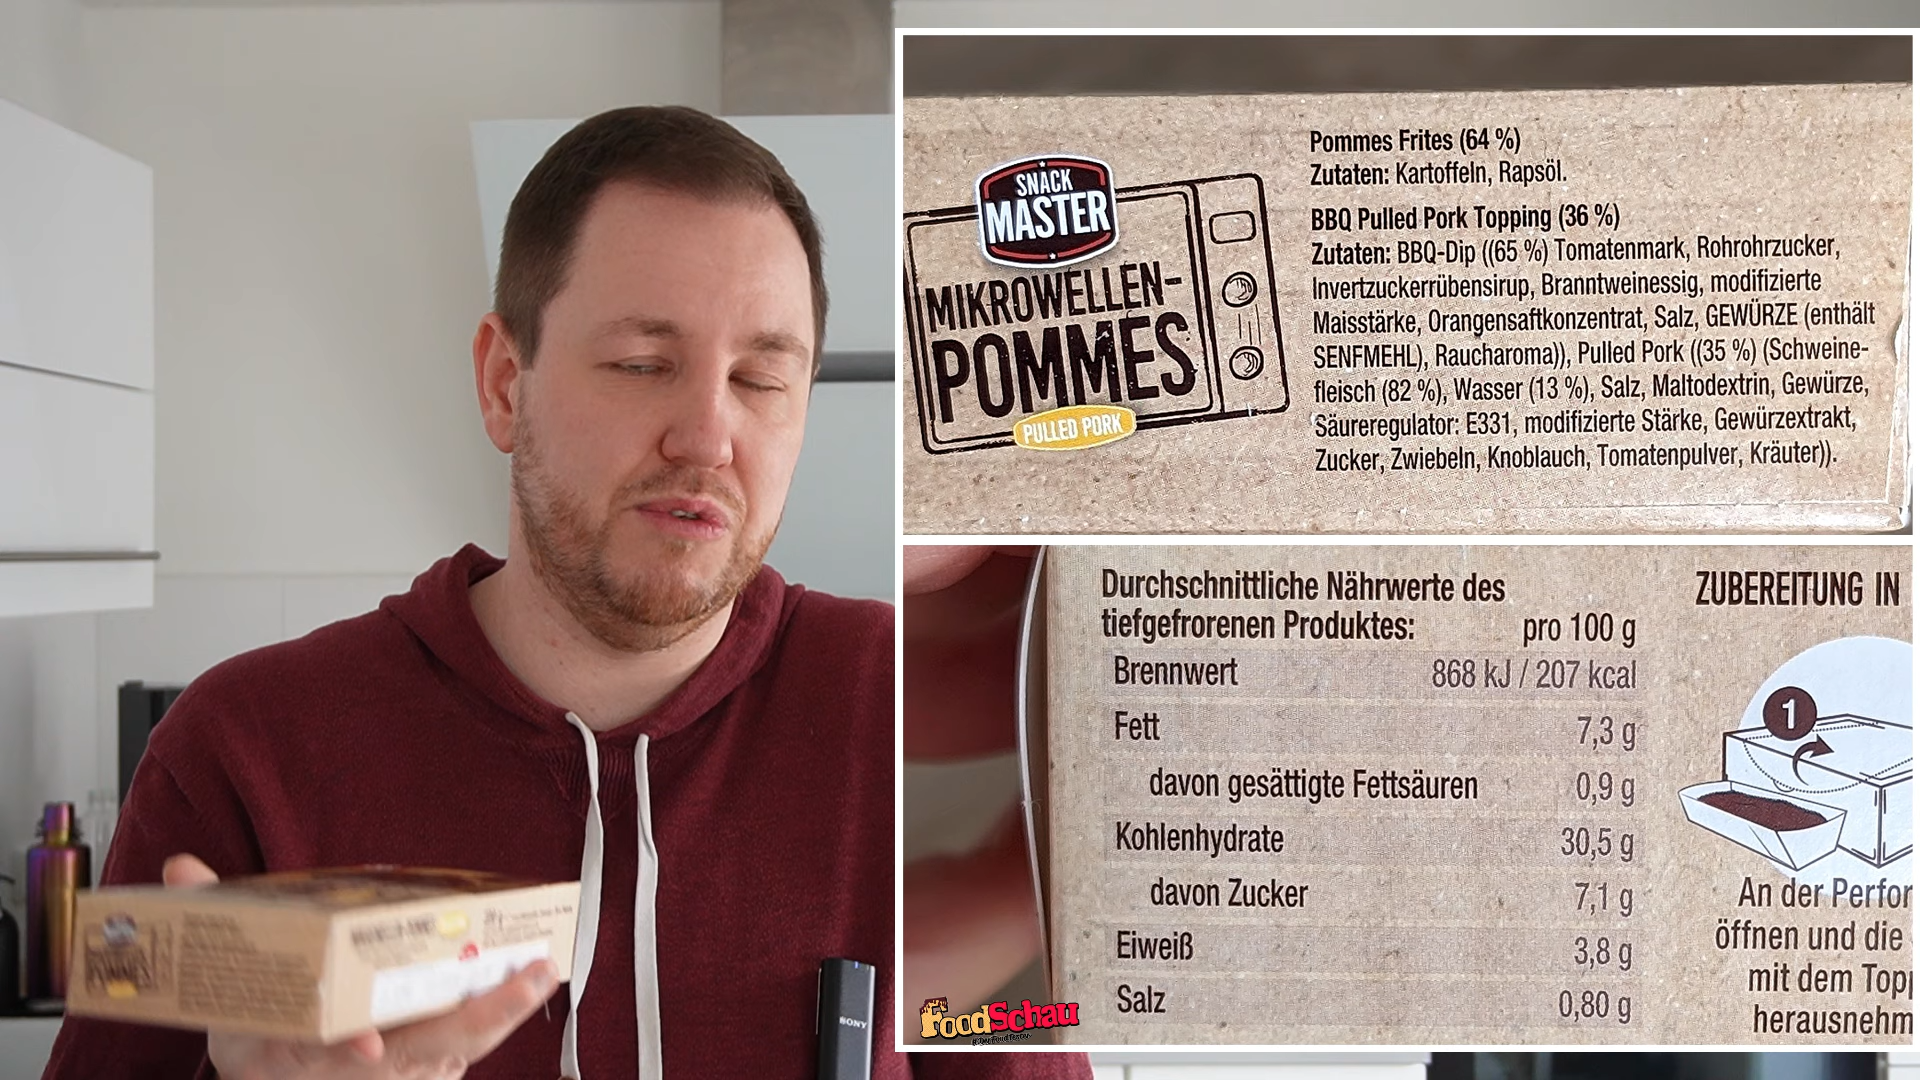 SNACK
MASTER
MIKROWELLEN-
POMMES
PULLED PORK
Pommes Frites (64 %)
Zutaten: Kartoffeln, Rapsöl.
BBQ Pulled Pork Topping (36 %)
Zutaten: BBQ-Dip ((65 %) Tomatenmark, Rohrohrzucker,
Invertzuckerrübensirup, Branntweinessig, modifizierte
Maisstärke, Orangensaftkonzentrat, Salz, GEWÜRZE (enthält
SENFMEHL), Raucharoma)), Pulled Pork ((35 %) (Schweine-
fleisch (82 %), Wasser (13 %), Salz, Maltodextrin, Gewürze,
Säureregulator: E331, modifizierte Stärke, Gewürzextrakt,
Zucker, Zwiebeln, Knoblauch, Tomatenpulver, Kräuter)).
Durchschnittliche Nährwerte des
tiefgefrorenen Produktes: pro 100 g
Brennwert 868 kJ / 207 kcal
Fett 7,3 g
davon gesättigte Fettsäuren 0,9 g
Kohlenhydrate 30,5 g
davon Zucker 7,1 g
Eiweiß 3,8 g
Salz 0,80 g
ZUBEREITUNG IN
1
An der Perfor
öffnen und die
mit dem Topp
herausnehm
FoodSchau
SONY
POMMES